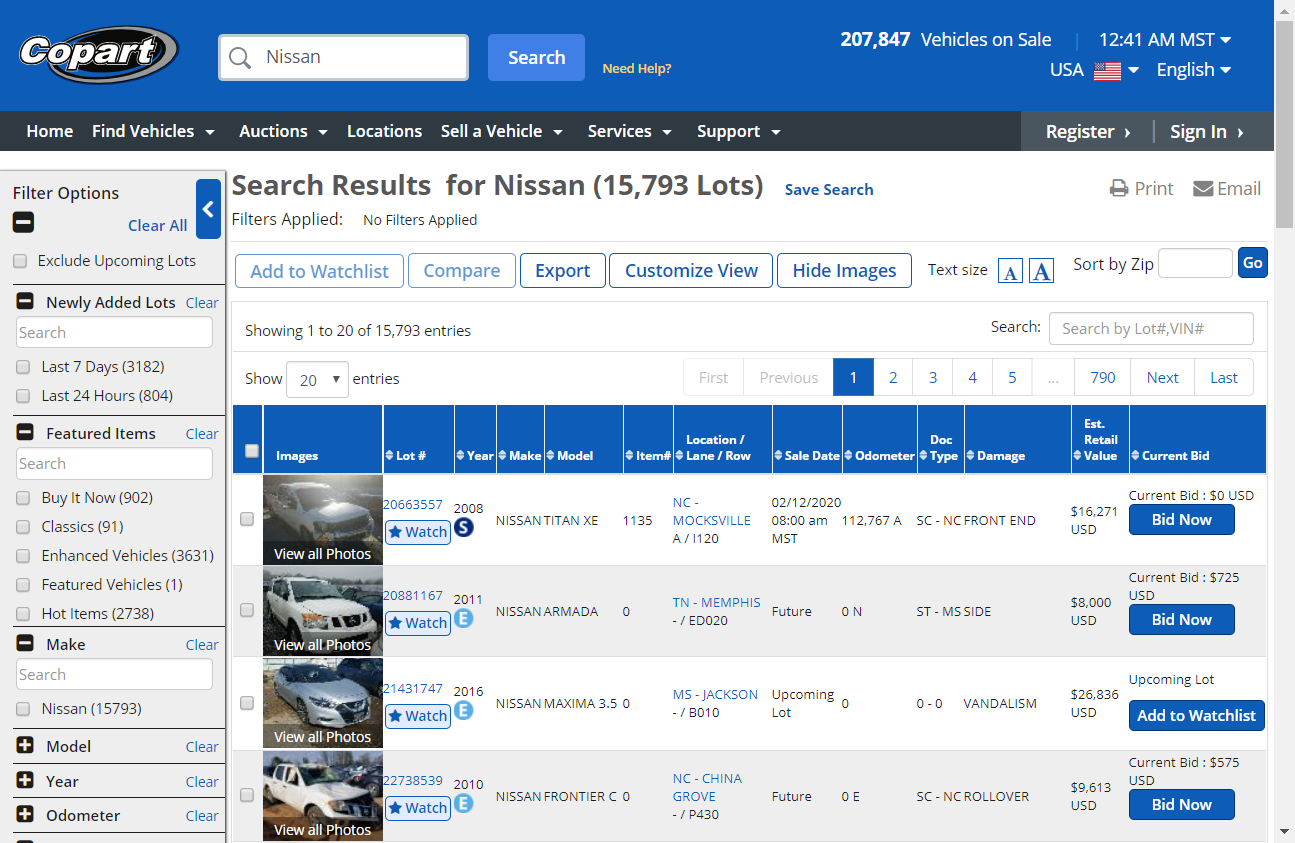 Copart
Nissan
Search
Need Help?
207,847 Vehicles on Sale
12:41 AM MST
USA
English
Home Find Vehicles Auctions Locations Sell a Vehicle Services Support Register › Sign In ›
Filter Options
Clear All
Exclude Upcoming Lots
Newly Added Lots Clear
Search
Last 7 Days (3182)
Last 24 Hours (804)
Featured Items Clear
Search
Buy It Now (902)
Classics (91)
Enhanced Vehicles (3631)
Featured Vehicles (1)
Hot Items (2738)
Make Clear
Search
Nissan (15793)
Model Clear
Year Clear
Odometer Clear
Search Results for Nissan (15,793 Lots) Save Search Print Email
Filters Applied: No Filters Applied
Add to Watchlist Compare Export Customize View Hide Images Text size A A Sort by Zip Go
Showing 1 to 20 of 15,793 entries Search: Search by Lot#,VIN#
Show 20 entries First Previous 1 2 3 4 5 ... 790 Next Last
Images Lot # Year Make Model Item# Location / Lane / Row Sale Date Odometer Doc Type Damage Est. Retail Value Current Bid
View all Photos
20663557
Watch
2008
S
NISSAN TITAN XE 1135
NC -
MOCKSVILLE
A / I120
02/12/2020
08:00 am
MST
112,767 A SC - NC FRONT END
$16,271
USD
Current Bid : $0 USD
Bid Now
View all Photos
20881167
Watch
2011
E
NISSAN ARMADA 0
TN - MEMPHIS
- / ED020
Future 0 N ST - MS SIDE
$8,000
USD
Current Bid : $725
USD
Bid Now
View all Photos
21431747
Watch
2016
E
NISSAN MAXIMA 3.5 0
MS - JACKSON
- / B010
Upcoming
Lot
0 0 - 0 VANDALISM
$26,836
USD
Upcoming Lot
Add to Watchlist
View all Photos
22738539
Watch
2010
E
NISSAN FRONTIER C 0
NC - CHINA
GROVE
- / P430
Future 0 E SC - NC ROLLOVER
$9,613
USD
Current Bid : $575
USD
Bid Now